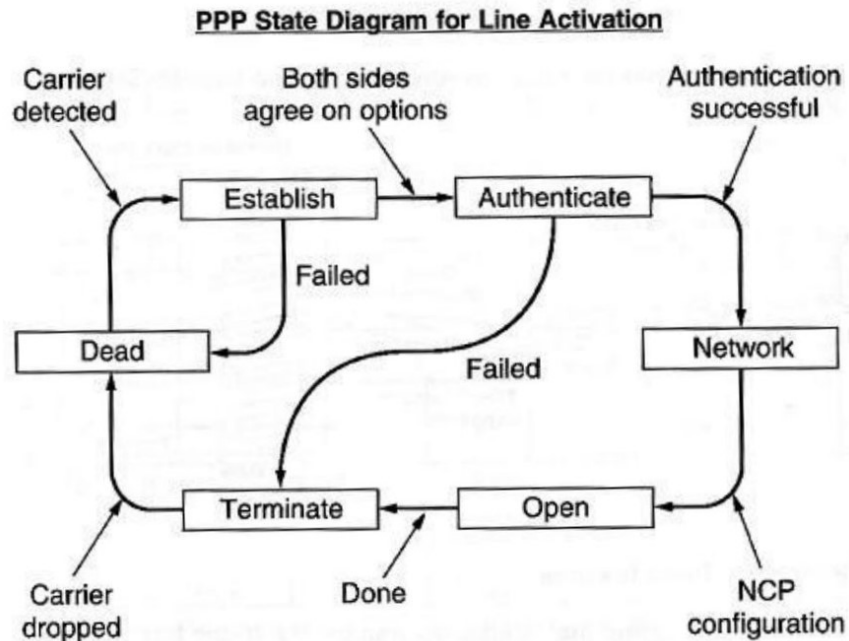 PPP State Diagram for Line Activation
Carrier
detected
Both sides
agree on options
Authentication
successful
Establish
Authenticate
Failed
Dead
Failed
Network
Terminate
Open
Carrier
dropped
Done
NCP
configuration